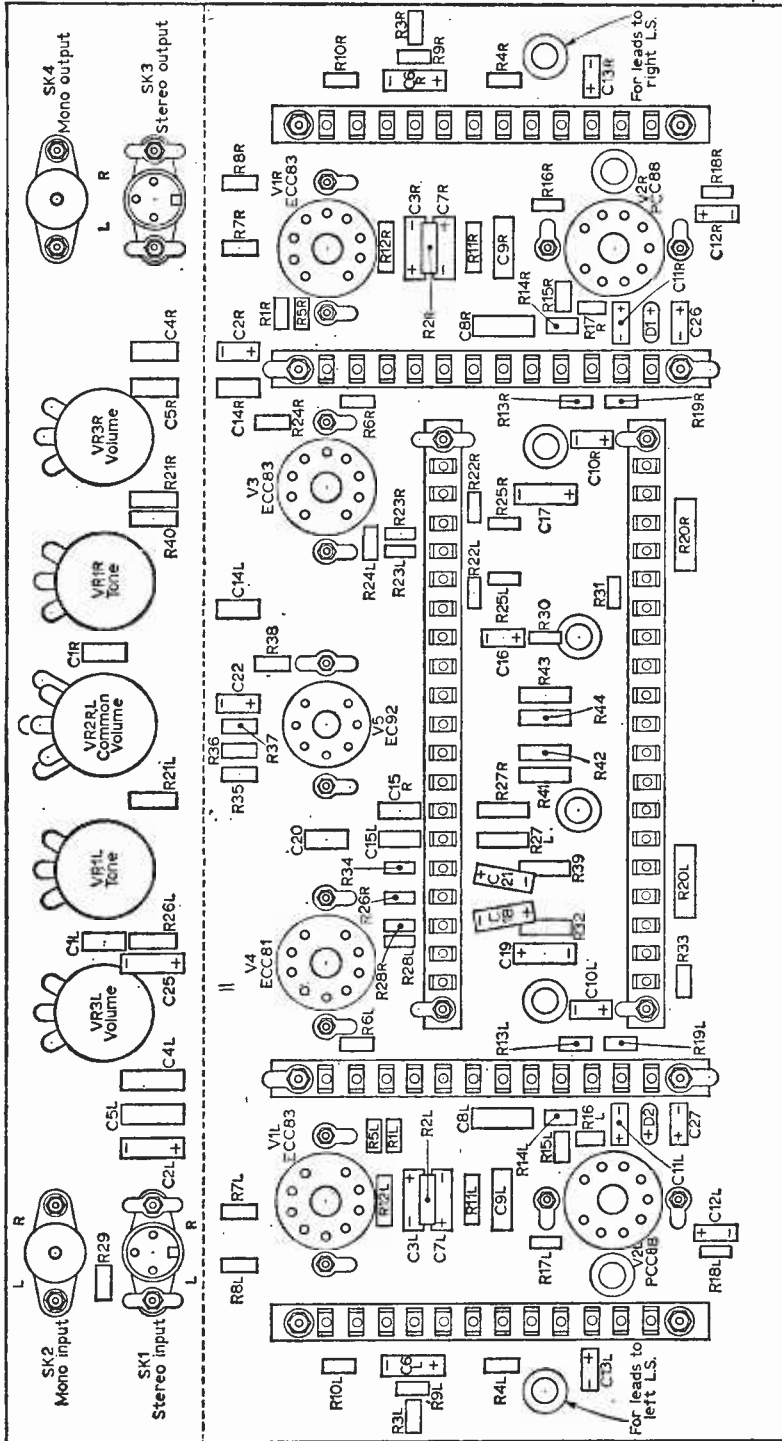 SK4
Mono output
R
L
SK3
Stereo output
VR3R
Volume
C4R
C5R
R21R
R40
VR1R
Tone
C1R
VR2RL
Common
Volume
R21L
VR1L
Tone
C1L
R26L
C25
- +
VR3L
Volume
C4L
C5L
C2L
- +
R
L
SK2
Mono input
R29
R
L
SK1
Stereo input
R3R
R9R
R10R
- C6 +
R
R4R
For leads to
right L.S.
- +
C13R
R8R
R7R
V1R
ECC83
R12R
C3R
C7R
- +
- +
R2R
R11R
C9R
R16R
V2R
PCC88
R18R
+ -
C12R
R1R
R5R
C2R
- +
C8R
R14R
R15R
R17
R
C11R
- +
D1 +
- +
C26
C14R
R24R
R6R
R13R
R19R
V3
ECC83
R23R
R24L
R23L
R22R
R25R
C17
- +
C10R
- +
R20R
C14L
R22L
R25L
C16
- +
R30
R31
R38
C22
- +
R37
R36
R35
V5
EC92
R43
R44
R42
R41
C15
R
R27R
C20
C15L
R27
L
R34
R26R
C21
+ -
R39
R20L
V4
ECC81
R28R
R28L
C18
- +
R32
C19
+ -
R33
C10L
- +
R6L
R13L
R19L
V1L
ECC83
R5L
R1L
R2L
C8L
R14L
R15L
R16
L
C11L
- +
+ D2
- +
C27
R7L
R8L
R12L
C3L
C7L
+ -
+ -
R11L
C9L
R17L
V2L
PCC88
+ -
C12L
R18L
R10L
- C6 +
L
R9L
R3L
R4L
- +
C13L
For leads to
left L.S.